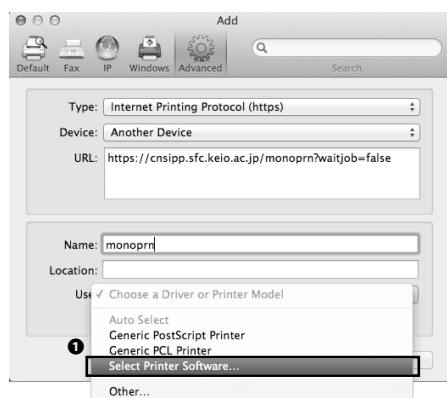 Add
Default Fax IP Windows Advanced Search
Type: Internet Printing Protocol (https)
Device: Another Device
URL: https://cnsipp.sfc.keio.ac.jp/monoprn?waitjob=false
Name: monoprn
Location:
Use ✓ Choose a Driver or Printer Model
Auto Select
Generic PostScript Printer
❶ Generic PCL Printer
Select Printer Software...
Other...